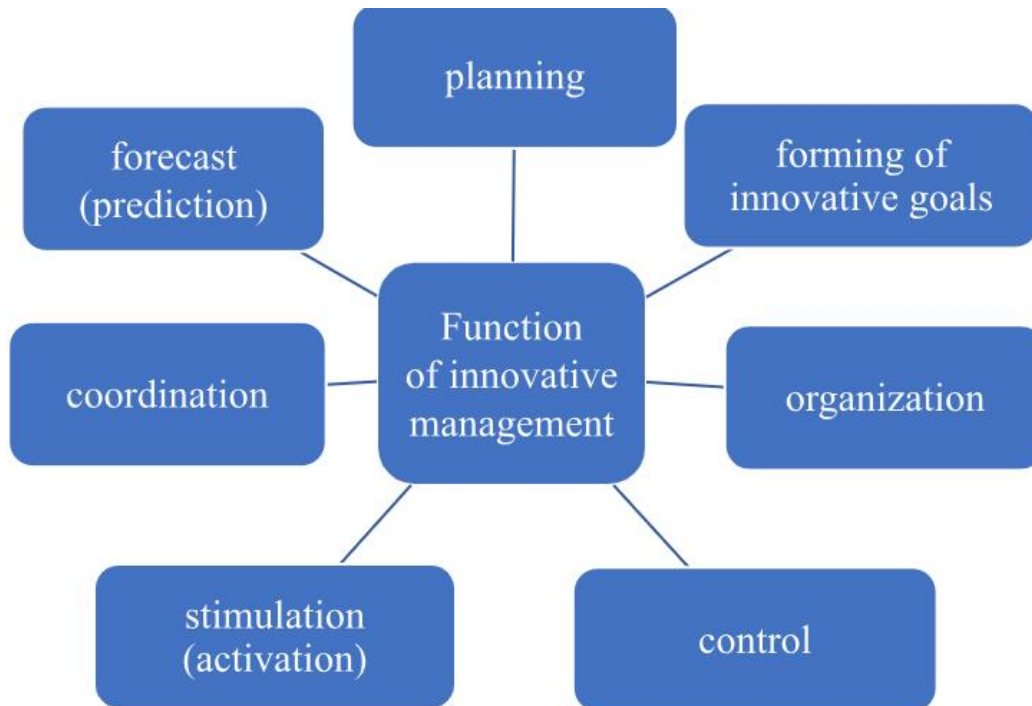 planning
forecast
(prediction)
forming of
innovative goals
Function
of innovative
management
coordination
organization
stimulation
(activation)
control